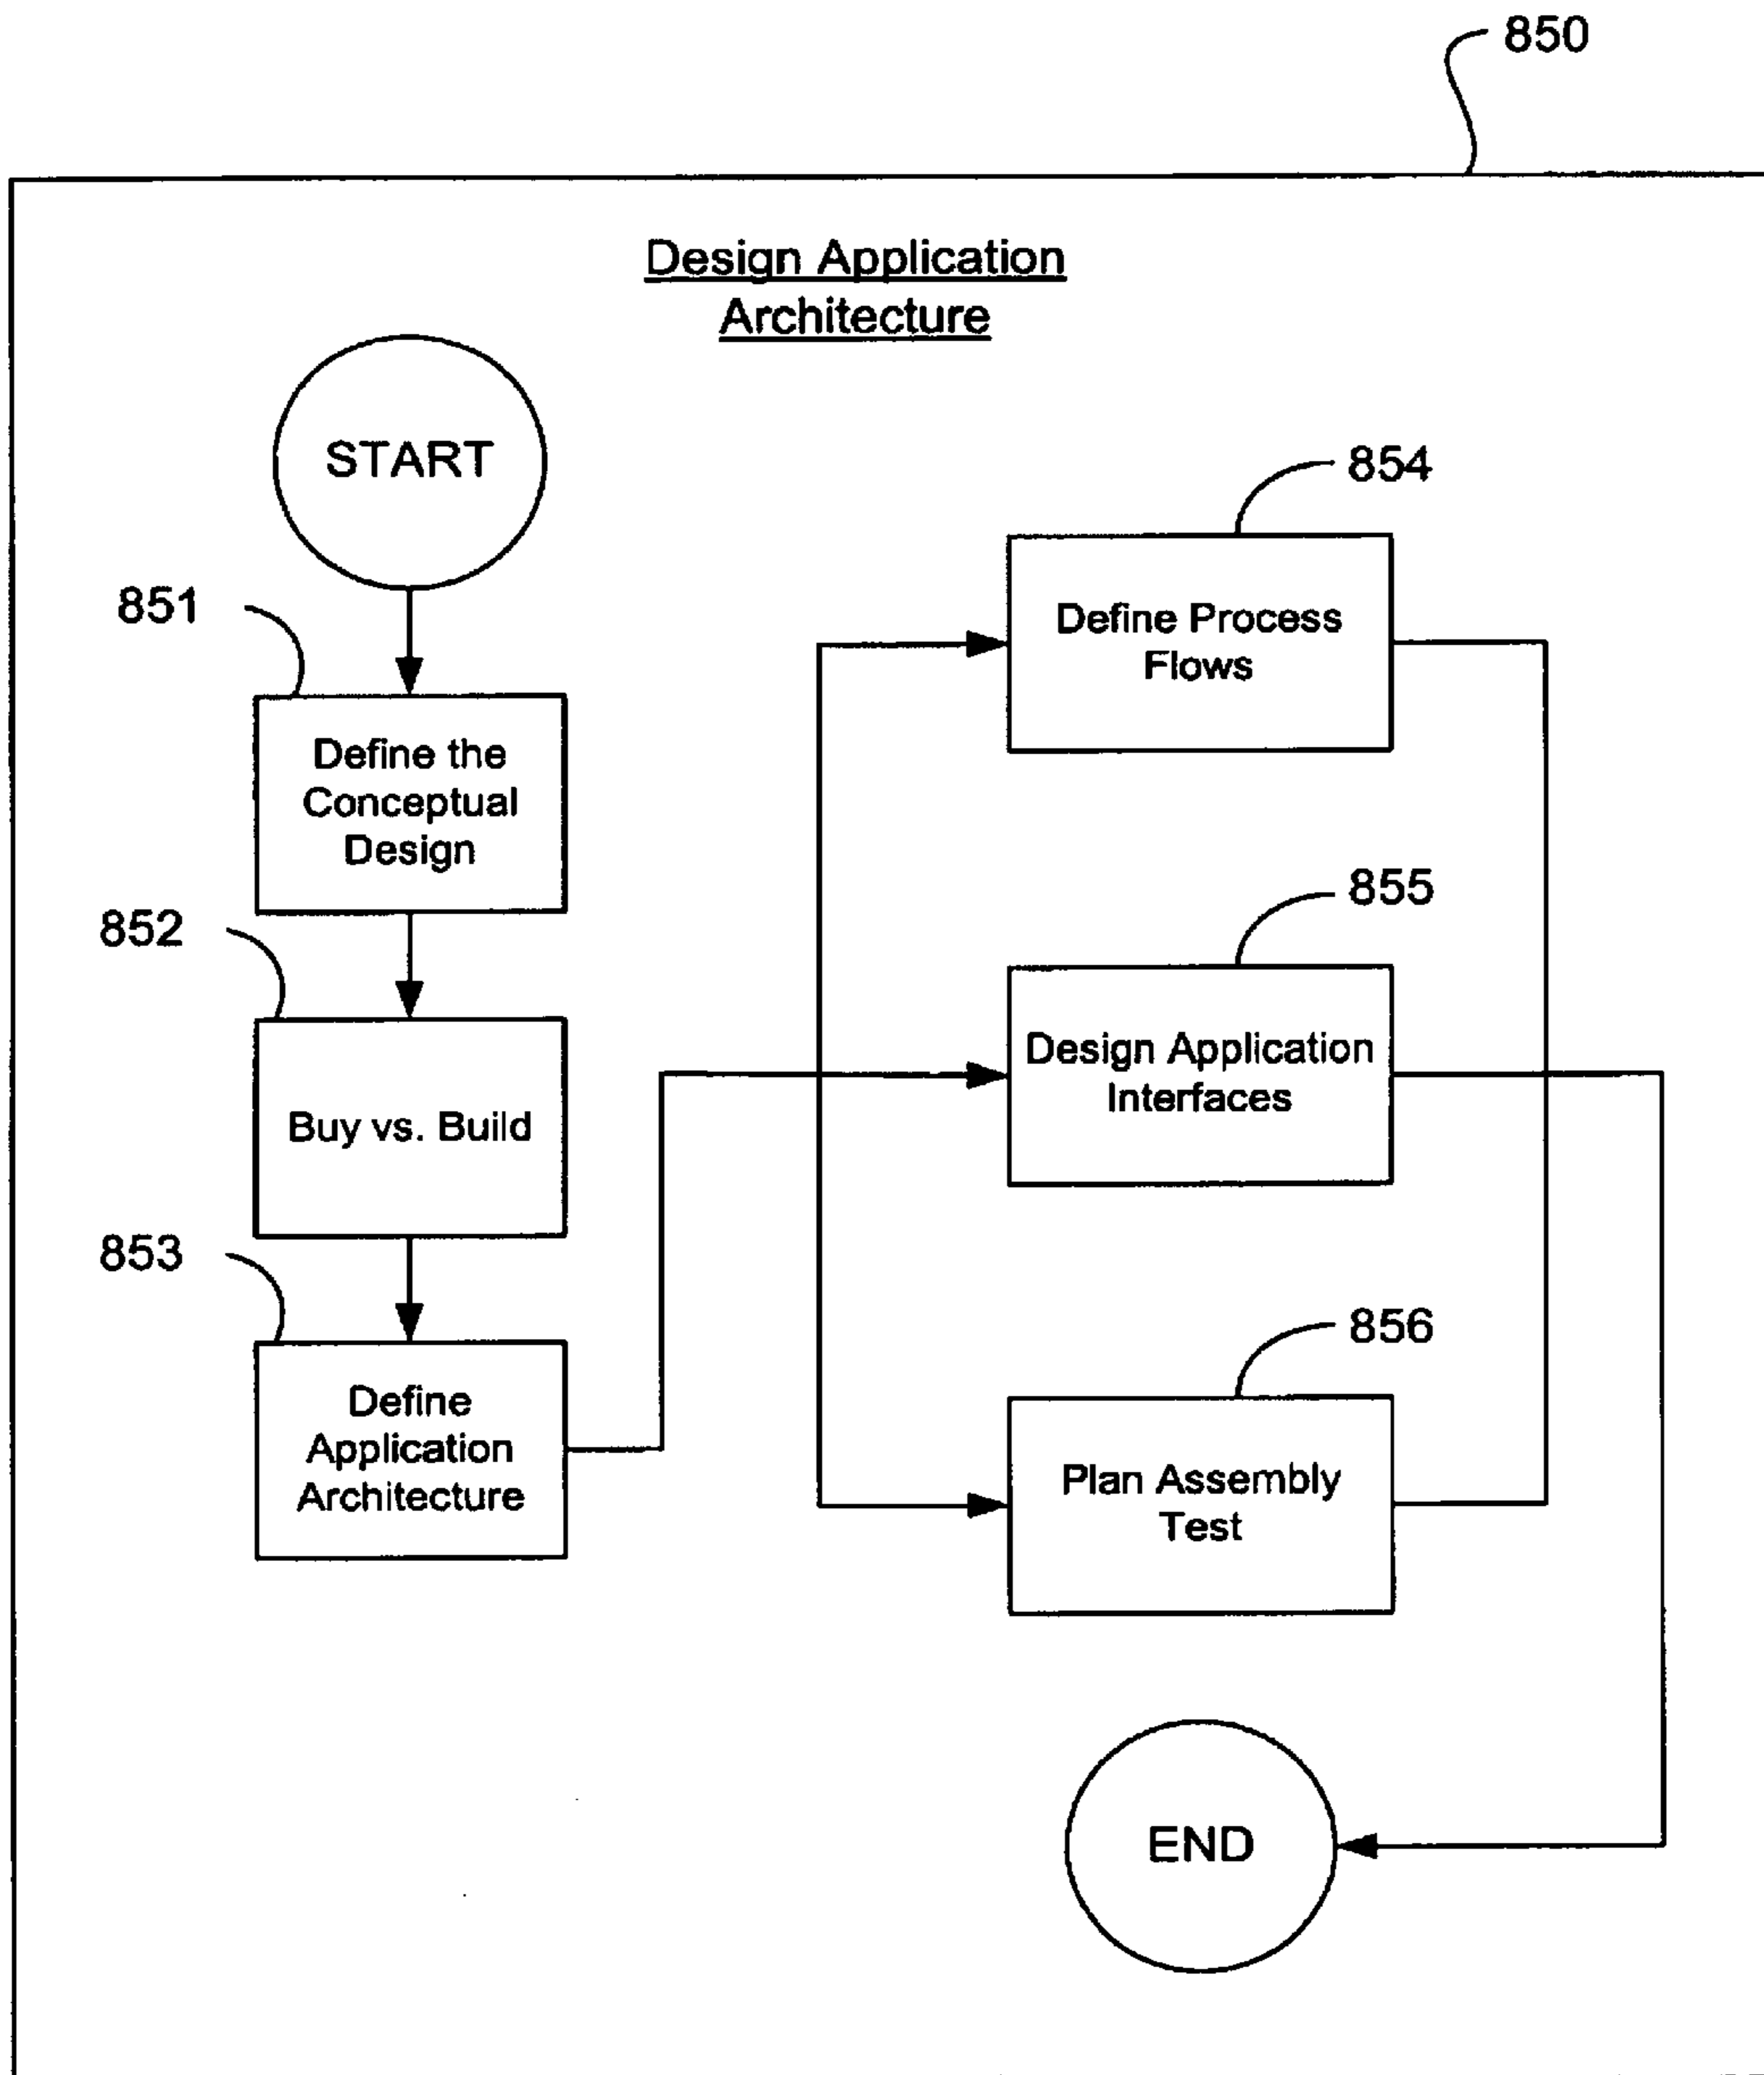 850
Design Application
Architecture
START
851
Define the
Conceptual
Design
852
Buy vs. Build
853
Define
Application
Architecture
854
Define Process
Flows
855
Design Application
Interfaces
856
Plan Assembly
Test
END